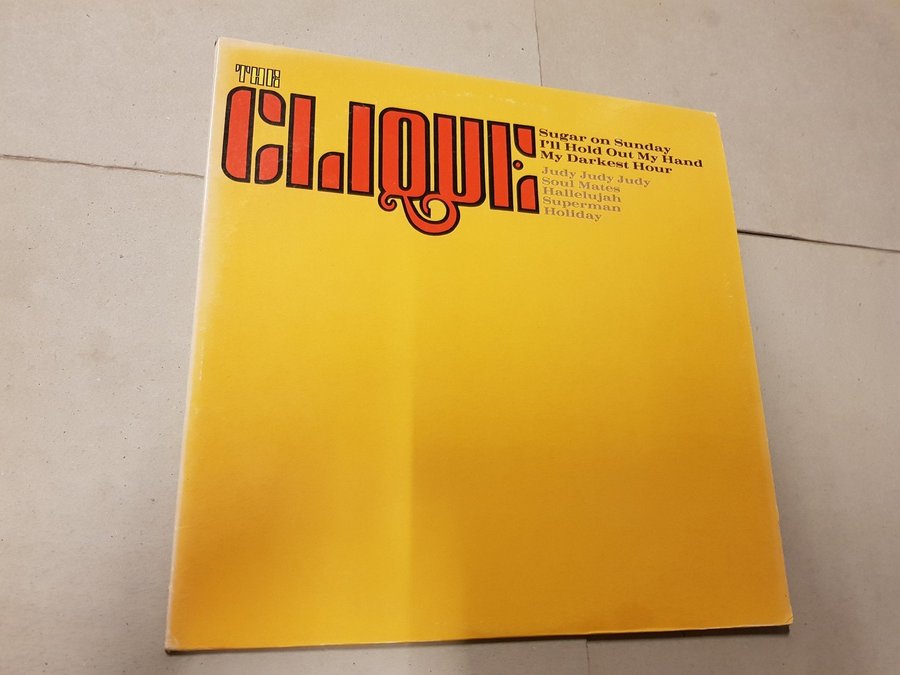 THE
CLIQUE
Sugar on Sunday
I'll Hold Out My Hand
My Darkest Hour
Judy Judy Judy
Soul Mates
Hallelujah
Superman
Holiday